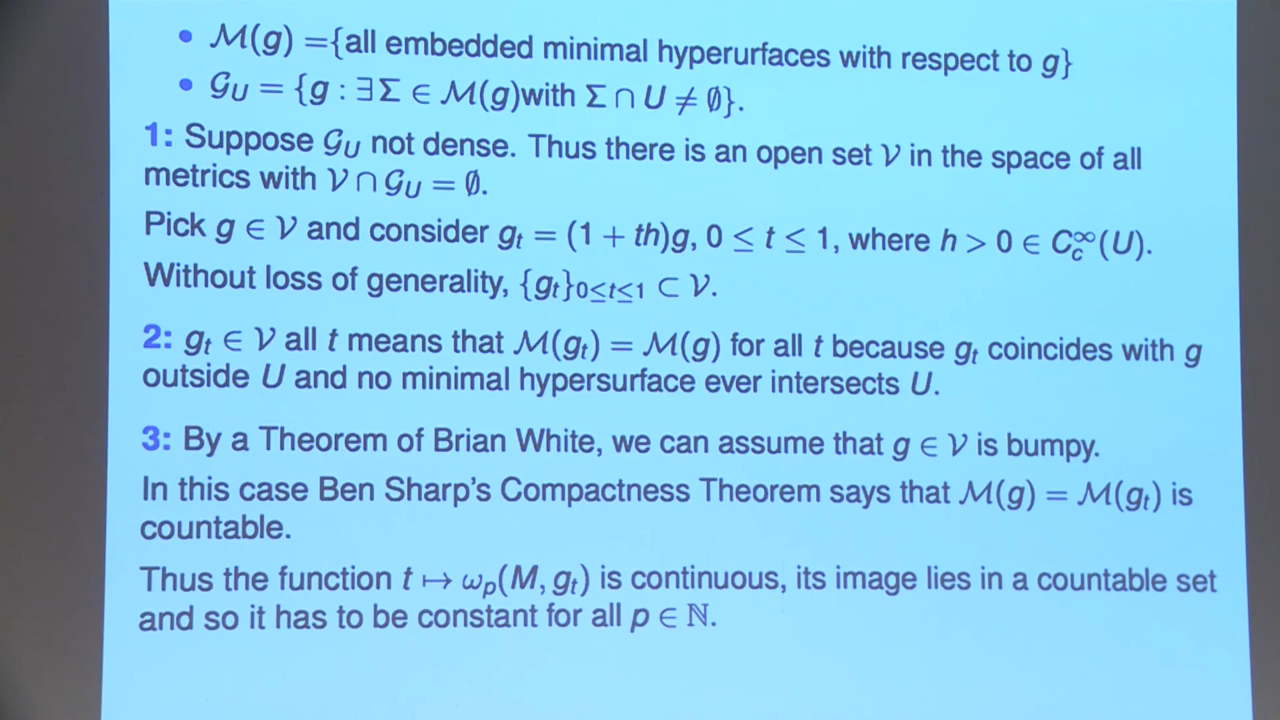 • ℳ(g) ={all embedded minimal hyperurfaces with respect to g}
• 𝒢_U = {g : ∃Σ ∈ ℳ(g)with Σ ∩ U ≠ ∅}.
1: Suppose 𝒢_U not dense. Thus there is an open set 𝒱 in the space of all
metrics with 𝒱 ∩ 𝒢_U = ∅.
Pick g ∈ 𝒱 and consider g_t = (1 + th)g, 0 ≤ t ≤ 1, where h > 0 ∈ C_c^∞(U).
Without loss of generality, {g_t}_{0≤t≤1} ⊂ 𝒱.
2: g_t ∈ 𝒱 all t means that ℳ(g_t) = ℳ(g) for all t because g_t coincides with g
outside U and no minimal hypersurface ever intersects U.
3: By a Theorem of Brian White, we can assume that g ∈ 𝒱 is bumpy.
In this case Ben Sharp's Compactness Theorem says that ℳ(g) = ℳ(g_t) is
countable.
Thus the function t ↦ ω_p(M, g_t) is continuous, its image lies in a countable set
and so it has to be constant for all p ∈ ℕ.